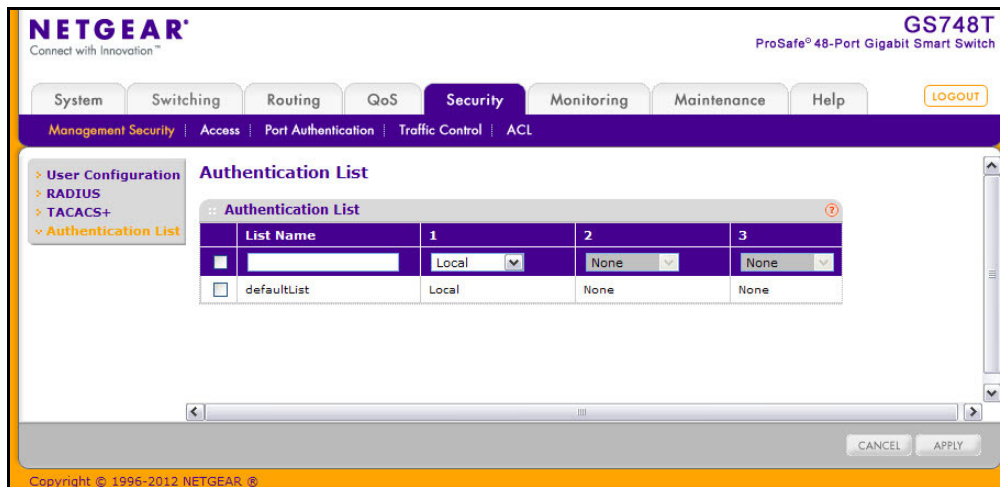 NETGEAR®
Connect with Innovation™
GS748T
ProSafe® 48-Port Gigabit Smart Switch
System Switching Routing QoS Security Monitoring Maintenance Help LOGOUT
Management Security | Access | Port Authentication | Traffic Control | ACL
User Configuration
RADIUS
TACACS+
Authentication List
Authentication List
Authentication List ?
List Name 1 2 3
Local None None
defaultList Local None None
CANCEL APPLY
Copyright © 1996-2012 NETGEAR ®